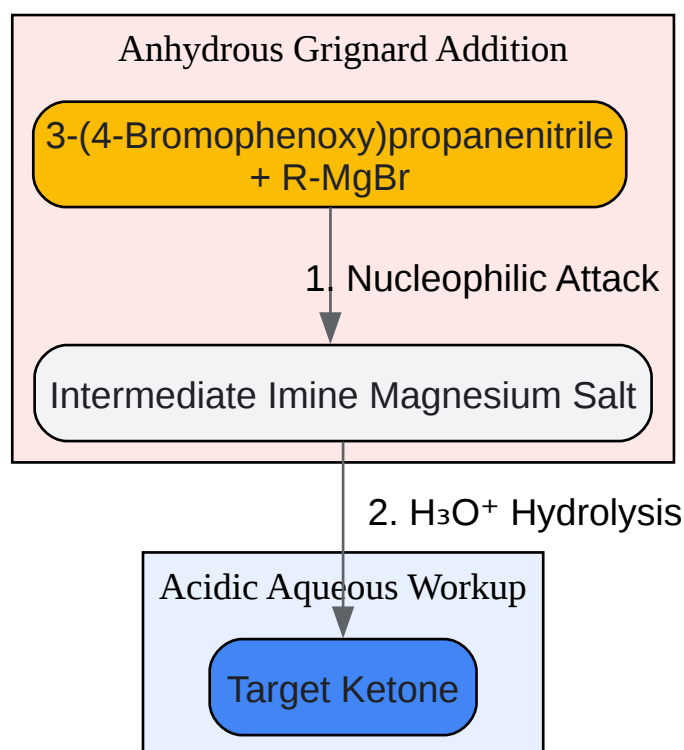 Anhydrous Grignard Addition
3-(4-Bromophenoxy)propanenitrile
+ R-MgBr
1. Nucleophilic Attack
Intermediate Imine Magnesium Salt
2. H₃O⁺ Hydrolysis
Acidic Aqueous Workup
Target Ketone